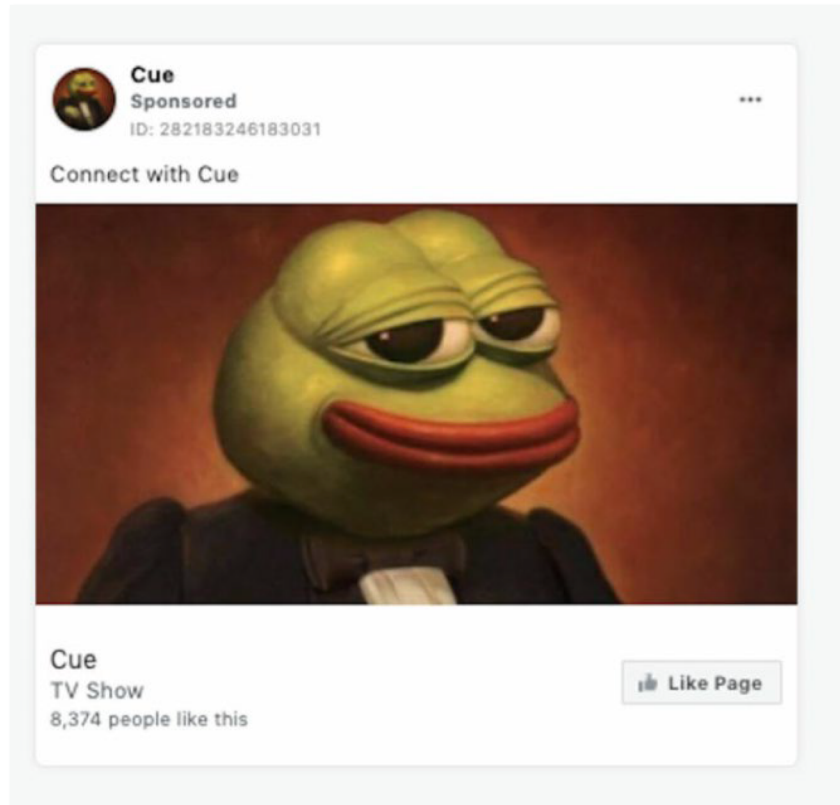 Cue
Sponsored
ID: 282183246183031
Connect with Cue
Cue
TV Show
8,374 people like this
Like Page